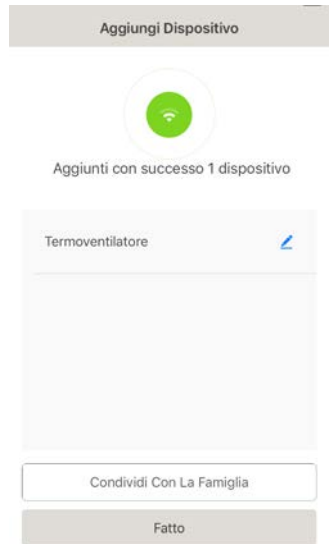 Aggiungi Dispositivo
Aggiunti con successo 1 dispositivo
Termoventilatore
Condividi Con La Famiglia
Fatto